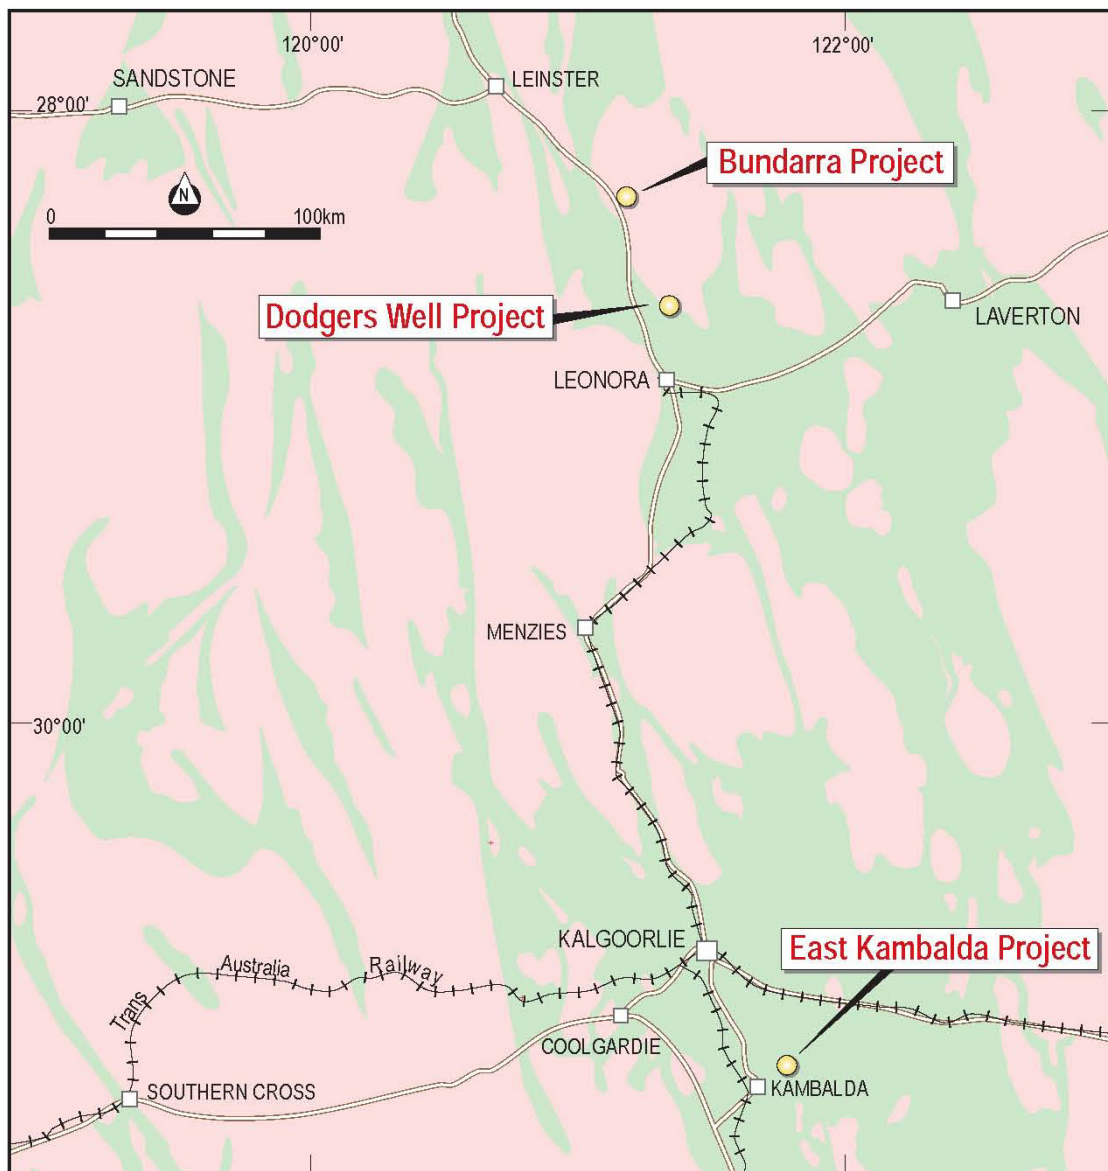 120°00'
122°00'
SANDSTONE
LEINSTER
28°00'
Bundarra Project
N
0
100km
Dodgers Well Project
LAVERTON
LEONORA
MENZIES
30°00'
KALGOORLIE
East Kambalda Project
Trans Australia Railway
COOLGARDIE
KAMBALDA
SOUTHERN CROSS